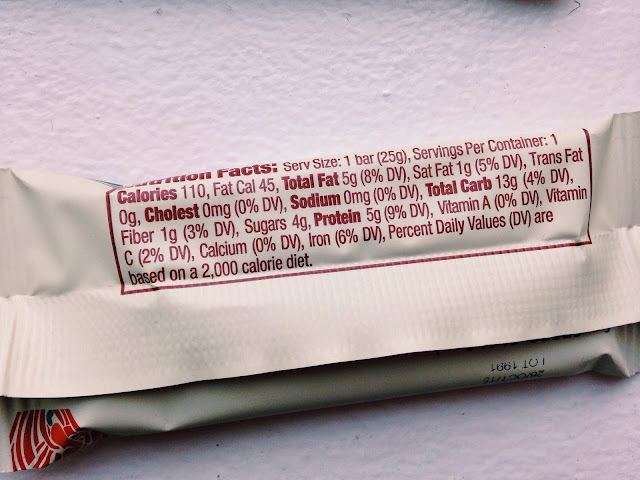 Nutrition Facts: Serv Size: 1 bar (25g), Servings Per Container: 1
Calories 110, Fat Cal 45, Total Fat 5g (8% DV), Sat Fat 1g (5% DV), Trans Fat
0g, Cholest 0mg (0% DV), Sodium 0mg (0% DV), Total Carb 13g (4% DV),
Fiber 1g (3% DV), Sugars 4g, Protein 5g (9% DV), Vitamin A (0% DV), Vitamin
C (2% DV), Calcium (0% DV), Iron (6% DV), Percent Daily Values (DV) are
based on a 2,000 calorie diet.
LOT 1991